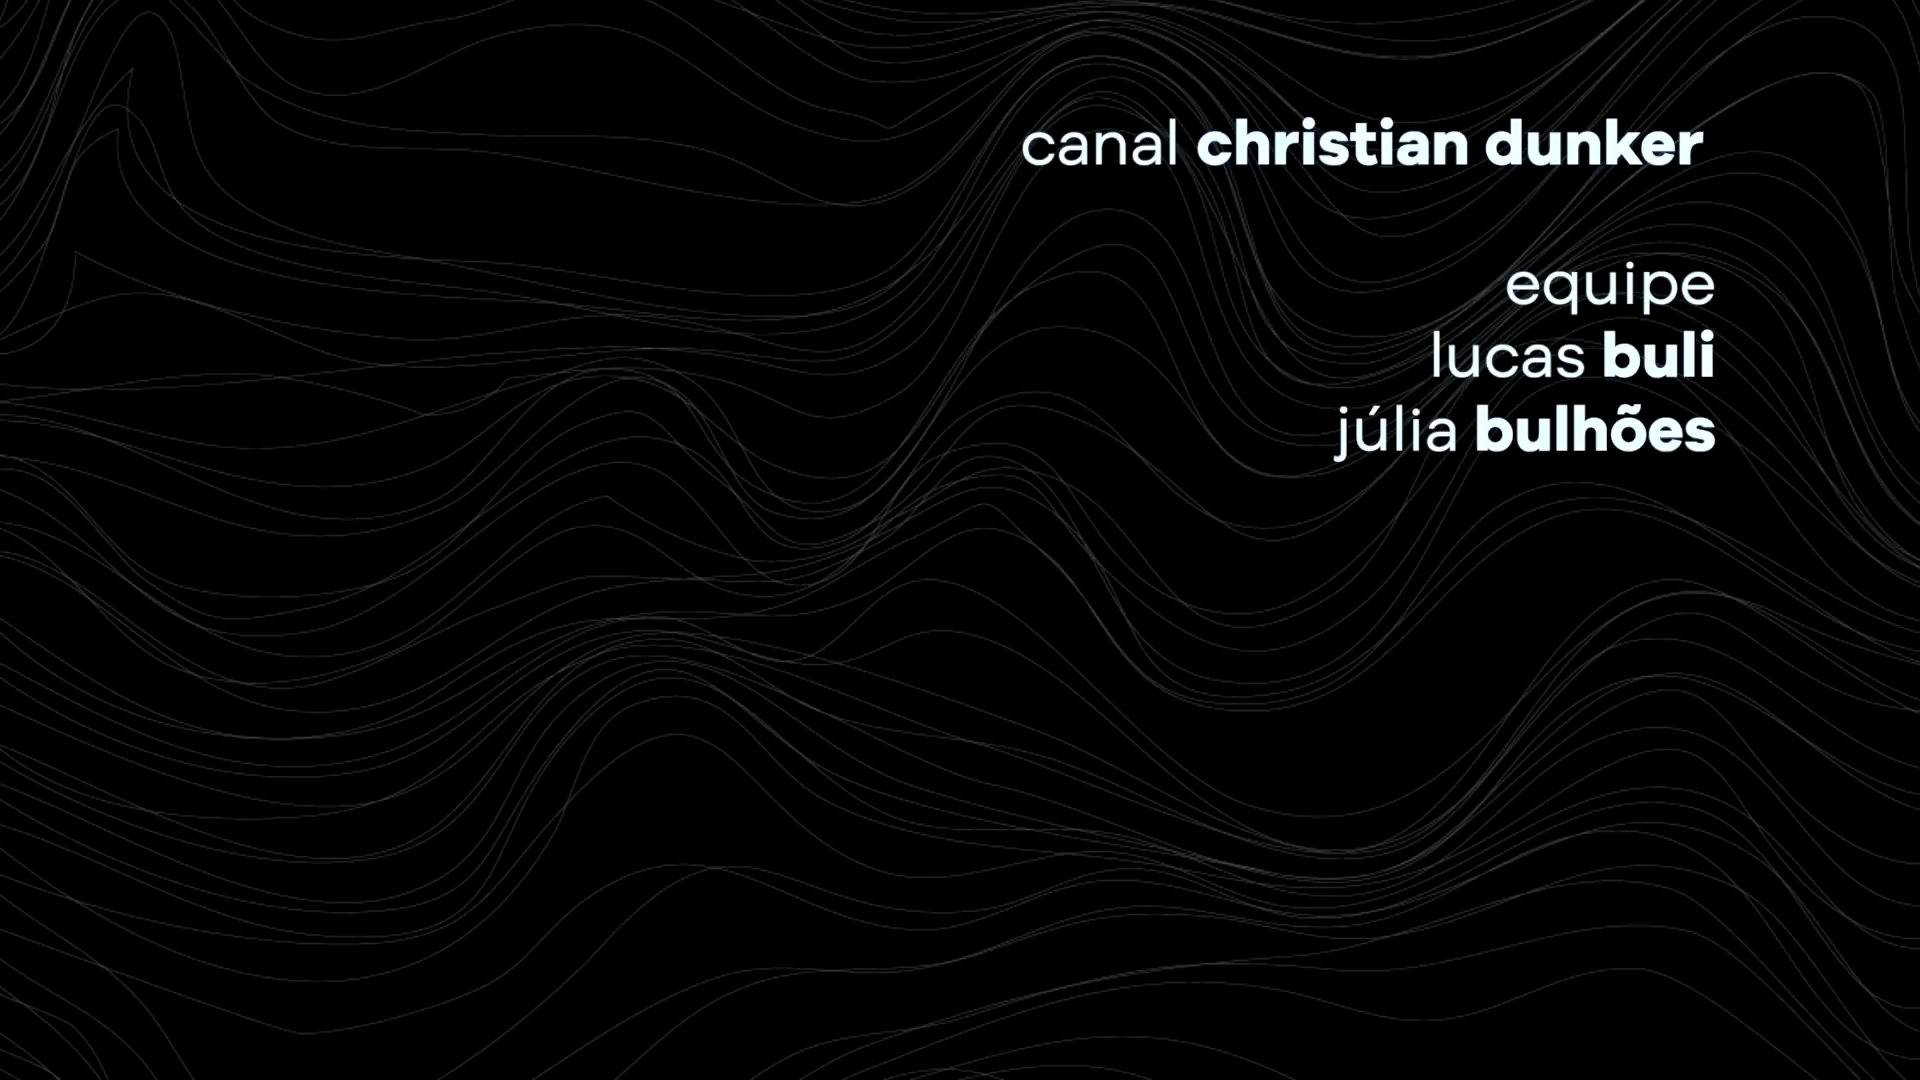 canal christian dunker
equipe
lucas buli
júlia bulhões